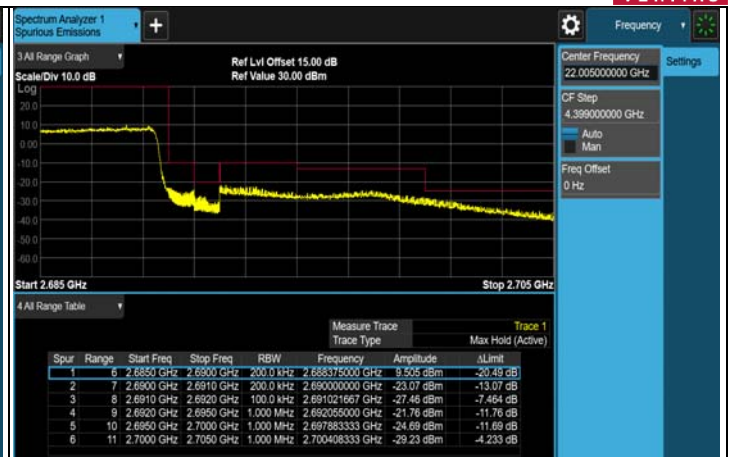 Spectrum Analyzer 1
Spurious Emissions
+
Frequency
3 All Range Graph
Scale/Div 10.0 dB
Ref Lvl Offset 15.00 dB
Ref Value 30.00 dBm
Log
20.0
10.0
0.00
-10.0
-20.0
-30.0
-40.0
-50.0
-60.0
Start 2.685 GHz
Stop 2.705 GHz
Center Frequency
22.005000000 GHz
Settings
CF Step
4.399000000 GHz
Auto
Man
Freq Offset
0 Hz
4 All Range Table
Measure Trace Trace 1
Trace Type Max Hold (Active)
Spur Range Start Freq Stop Freq RBW Frequency Amplitude ΔLimit
1 6 2.6850 GHz 2.6900 GHz 200.0 kHz 2.688375000 GHz 9.505 dBm -20.49 dB
2 7 2.6900 GHz 2.6910 GHz 200.0 kHz 2.690000000 GHz -23.07 dBm -13.07 dB
3 8 2.6910 GHz 2.6920 GHz 100.0 kHz 2.691021667 GHz -27.46 dBm -7.464 dB
4 9 2.6920 GHz 2.6950 GHz 1.000 MHz 2.692055000 GHz -21.76 dBm -11.76 dB
5 10 2.6950 GHz 2.7000 GHz 1.000 MHz 2.697883333 GHz -24.69 dBm -11.69 dB
6 11 2.7000 GHz 2.7050 GHz 1.000 MHz 2.700408333 GHz -29.23 dBm -4.233 dB